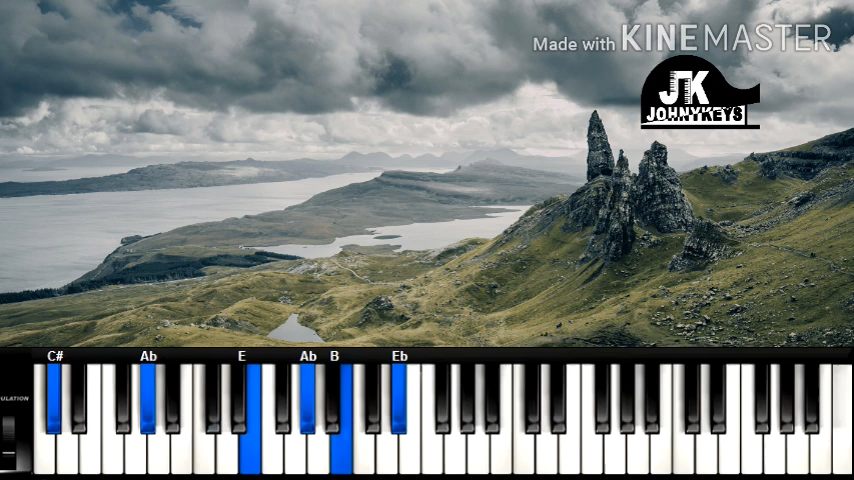 Made with KINEMASTER
JK
JOHNYKEYS
C# Ab E Ab B Eb
ULATION